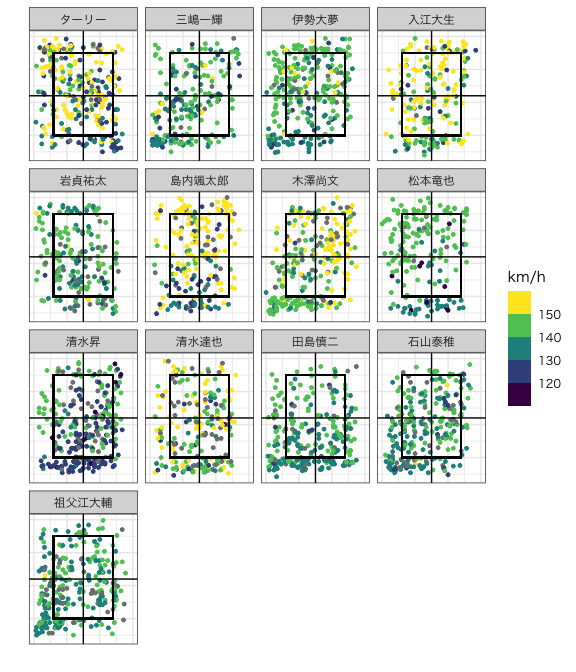 ターリー
三嶋一輝
伊勢大夢
入江大生
岩貞祐太
島内颯太郎
木澤尚文
松本竜也
km/h
150
140
130
120
清水昇
清水達也
田島慎二
石山泰稚
祖父江大輔